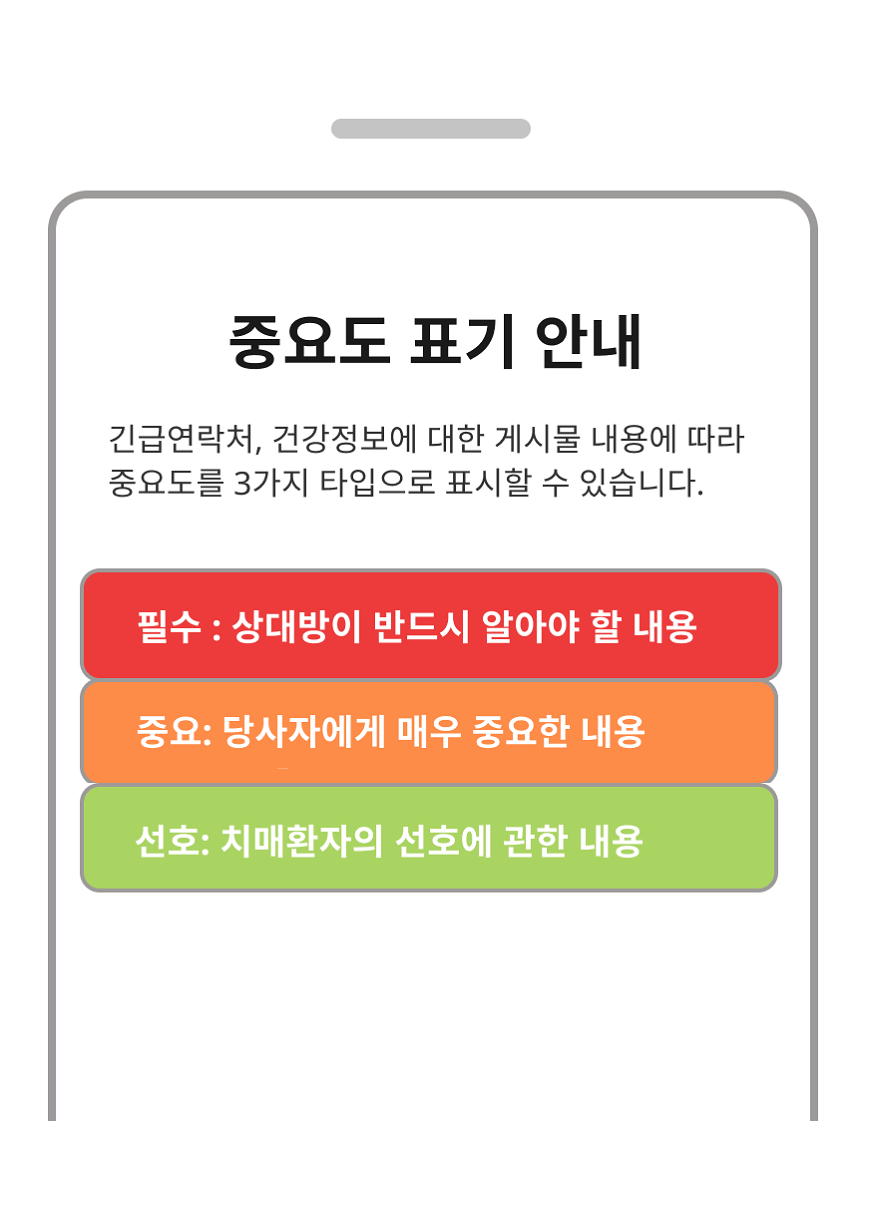 중요도 표기 안내
긴급연락처, 건강정보에 대한 게시물 내용에 따라
중요도를 3가지 타입으로 표시할 수 있습니다.
필수 : 상대방이 반드시 알아야 할 내용
중요: 당사자에게 매우 중요한 내용
선호: 치매환자의 선호에 관한 내용